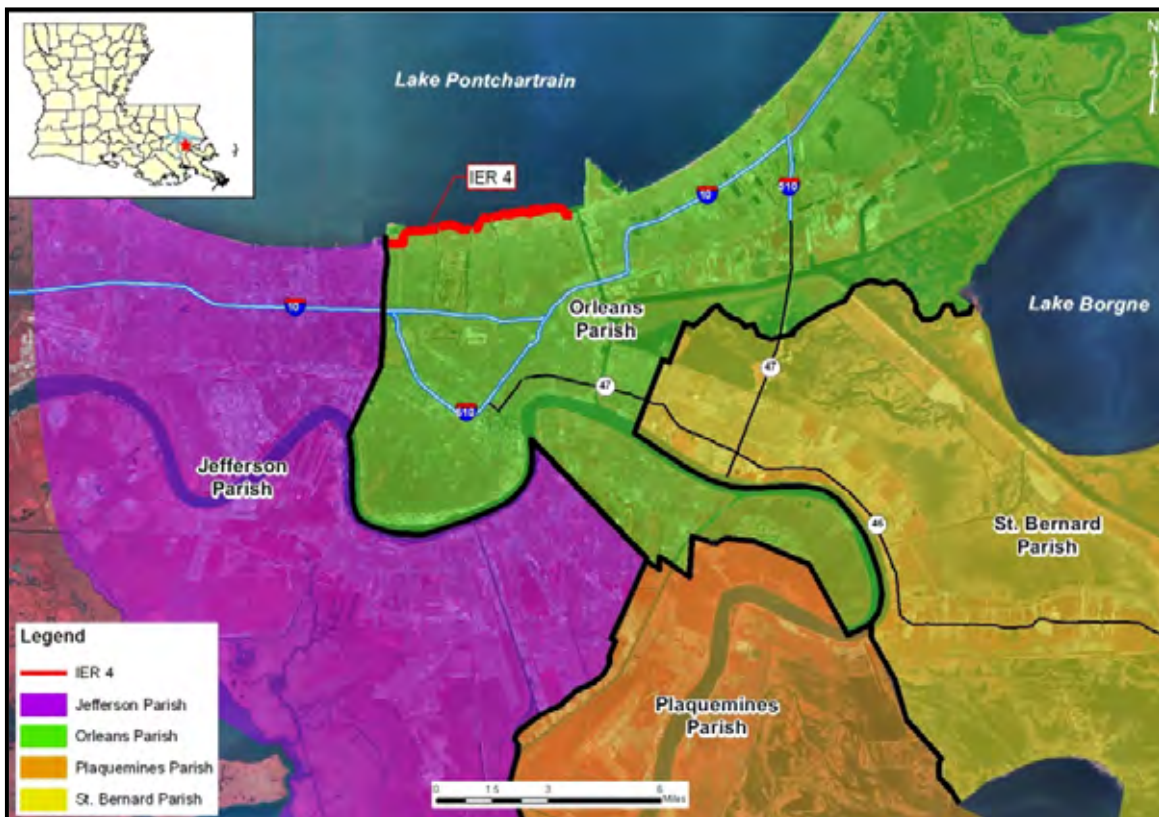 N
Lake Pontchartrain
IER 4
10
510
Lake Borgne
Orleans
Parish
10
47
47
610
Jefferson
Parish
46
St. Bernard
Parish
Plaquemines
Parish
Legend
IER 4
Jefferson Parish
Orleans Parish
Plaquemines Parish
St. Bernard Parish
0 1.5 3 6
Miles